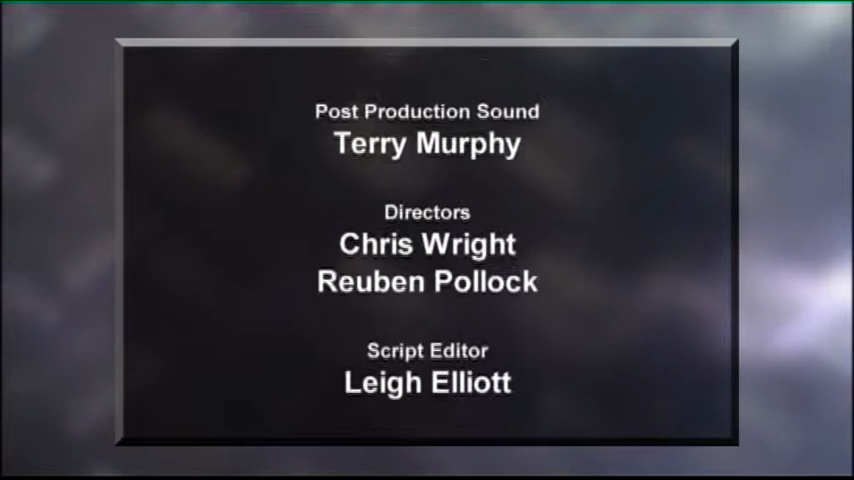 Post Production Sound
Terry Murphy
Directors
Chris Wright
Reuben Pollock
Script Editor
Leigh Elliott